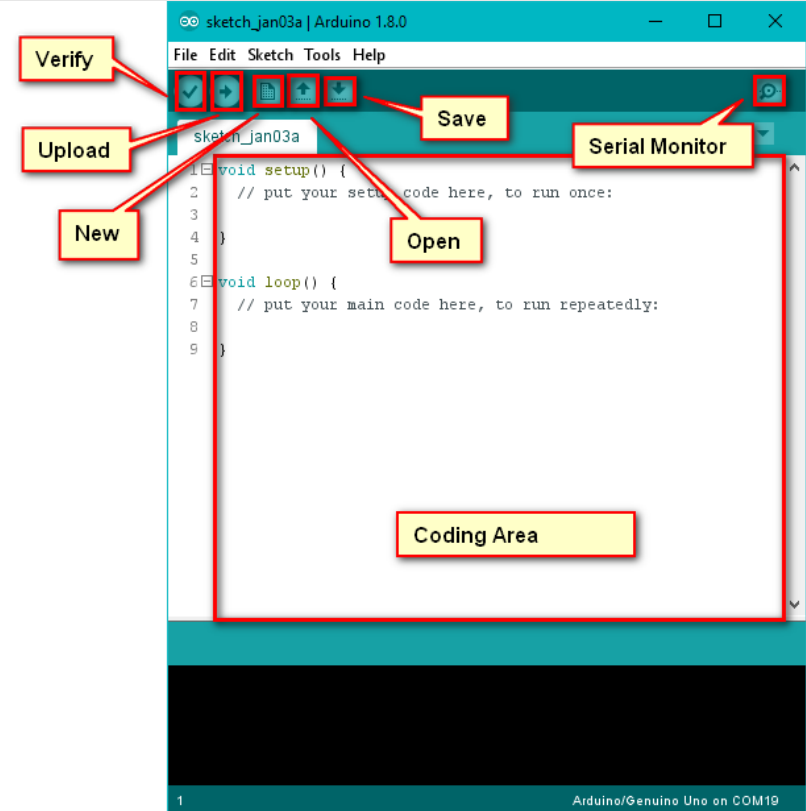 sketch_jan03a | Arduino 1.8.0
File Edit Sketch Tools Help
Verify
Upload
New
Open
Save
Serial Monitor
sketch_jan03a
1 void setup() {
2 // put your setup code here, to run once:
3
4 }
5
6 void loop() {
7 // put your main code here, to run repeatedly:
8
9 }
Coding Area
1 Arduino/Genuino Uno on COM19